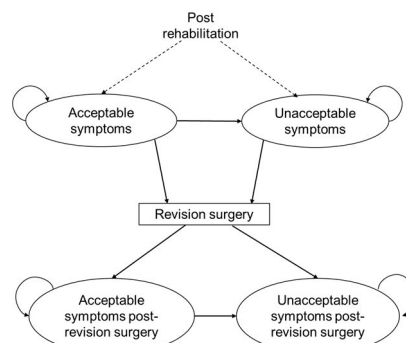 Post
rehabilitation
Acceptable
symptoms
Unacceptable
symptoms
Revision surgery
Acceptable
symptoms post-
revision surgery
Unacceptable
symptoms post-
revision surgery